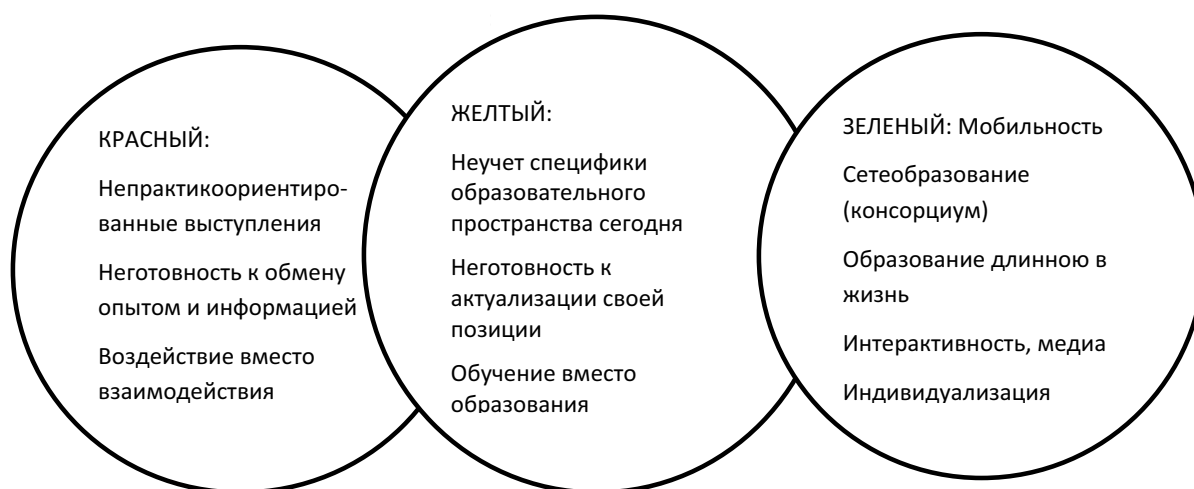 КРАСНЫЙ:
Непрактикоориентиро-
ванные выступления
Неготовность к обмену
опытом и информацией
Воздействие вместо
взаимодействия
ЖЕЛТЫЙ:
Неучет специфики
образовательного
пространства сегодня
Неготовность к
актуализации своей
позиции
Обучение вместо
образования
ЗЕЛЕНЫЙ: Мобильность
Сетеобразование
(консорциум)
Образование длинною в
жизнь
Интерактивность, медиа
Индивидуализация